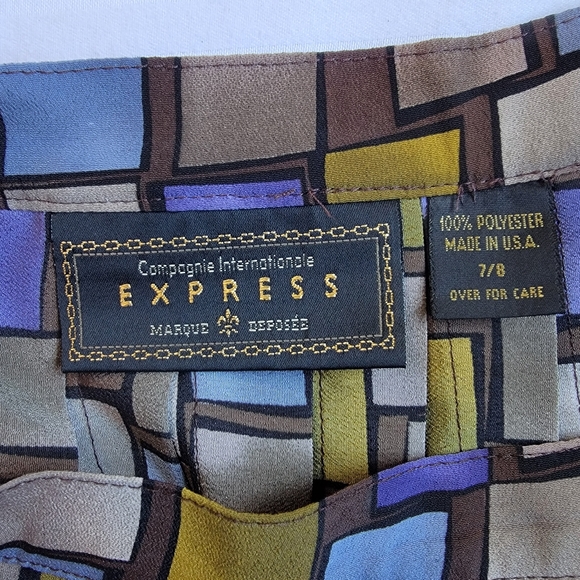 Compagnie Internationale
EXPRESS
MARQUE DEPOSÉE
100% POLYESTER
MADE IN U.S.A.
7/8
OVER FOR CARE